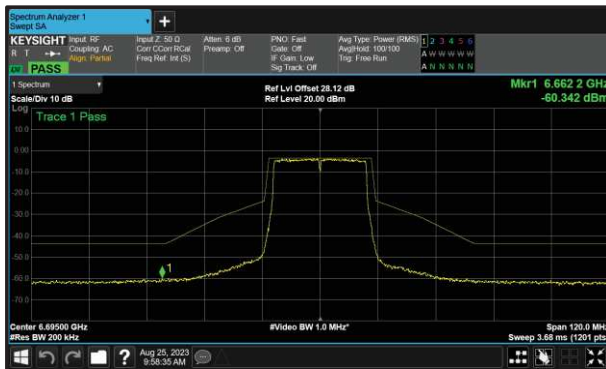 Spectrum Analyzer 1
Swept SA
KEYSIGHT
R T
PASS
Input: RF
Coupling: AC
Align: Partial
Input Z: 50 Ω
Corr CCorr RCal
Freq Ref: Int (S)
Atten: 6 dB
Preamp: Off
PNO: Fast
Gate: Off
IF Gain: Low
Sig Track: Off
Avg Type: Power (RMS)
Avg|Hold: 100/100
Trig: Free Run
1 2 3 4 5 6
A W W W W W
A N N N N N
1 Spectrum
Scale/Div 10 dB
Ref Lvl Offset 28.12 dB
Ref Level 20.00 dBm
Mkr1 6.662 2 GHz
-60.342 dBm
Log
Trace 1 Pass
10.0
0.00
-10.0
-20.0
-30.0
-40.0
-50.0
-60.0
-70.0
1
Center 6.69500 GHz
#Video BW 1.0 MHz*
Span 120.0 MHz
#Res BW 200 kHz
Sweep 3.68 ms (1201 pts)
?
Aug 25, 2023
9:58:35 AM